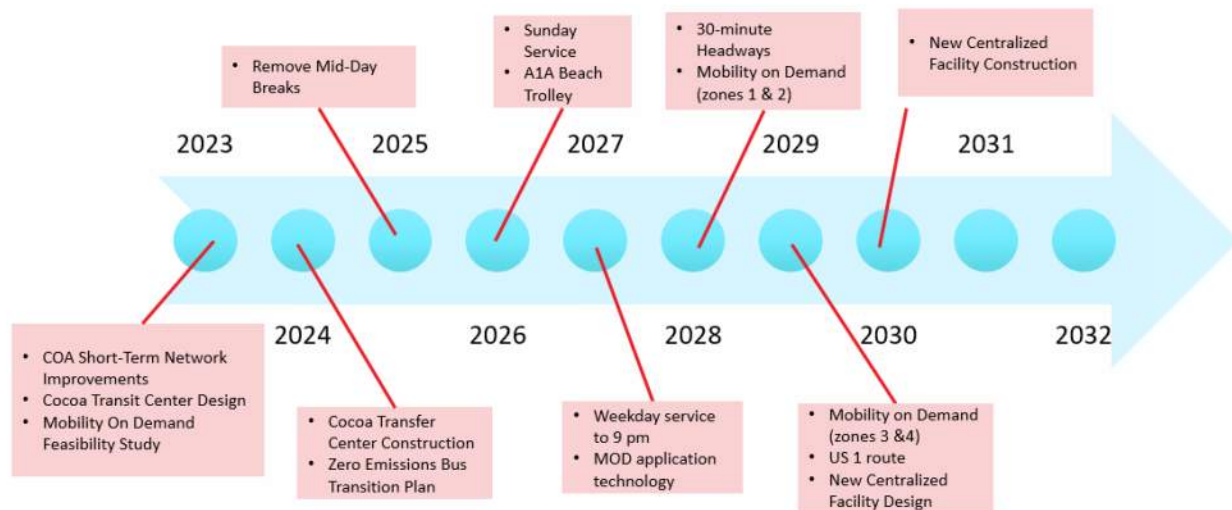 • Remove Mid-Day
Breaks
• Sunday
Service
• A1A Beach
Trolley
• 30-minute
Headways
• Mobility on Demand
(zones 1 & 2)
• New Centralized
Facility Construction
2023
2025
2027
2029
2031
2024
2026
2028
2030
2032
• COA Short-Term Network
Improvements
• Cocoa Transit Center Design
• Mobility On Demand
Feasibility Study
• Cocoa Transfer
Center Construction
• Zero Emissions Bus
Transition Plan
• Weekday service
to 9 pm
• MOD application
technology
• Mobility on Demand
(zones 3 &4)
• US 1 route
• New Centralized
Facility Design